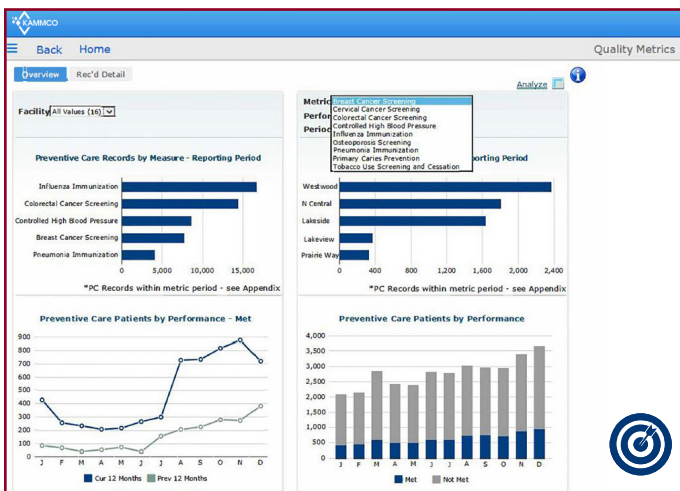 KAMMCO
Back Home Quality Metrics
Overview Rec'd Detail
Analyze
Facility All Values (16)
Metric Breast Cancer Screening
Cervical Cancer Screening
Colorectal Cancer Screening
Controlled High Blood Pressure
Influenza Immunization
Osteoporosis Screening
Pneumonia Immunization
Primary Caries Prevention
Tobacco Use Screening and Cessation
Perfor
Period
Preventive Care Records by Measure - Reporting Period
Influenza Immunization
Colorectal Cancer Screening
Controlled High Blood Pressure
Breast Cancer Screening
Pneumonia Immunization
0 5,000 10,000 15,000
*PC Records within metric period - see Appendix
orting Period
Westwood
N Central
Lakeside
Lakeview
Prairie Way
0 400 800 1,200 1,600 2,000 2,400
*PC Records within metric period - see Appendix
Preventive Care Patients by Performance - Met
900
800
700
600
500
400
300
200
100
0
J F M A M J J A S O N D
Cur 12 Months Prev 12 Months
Preventive Care Patients by Performance
4,000
3,500
3,000
2,500
2,000
1,500
1,000
500
0
J F M A M J J A S O N D
Met Not Met